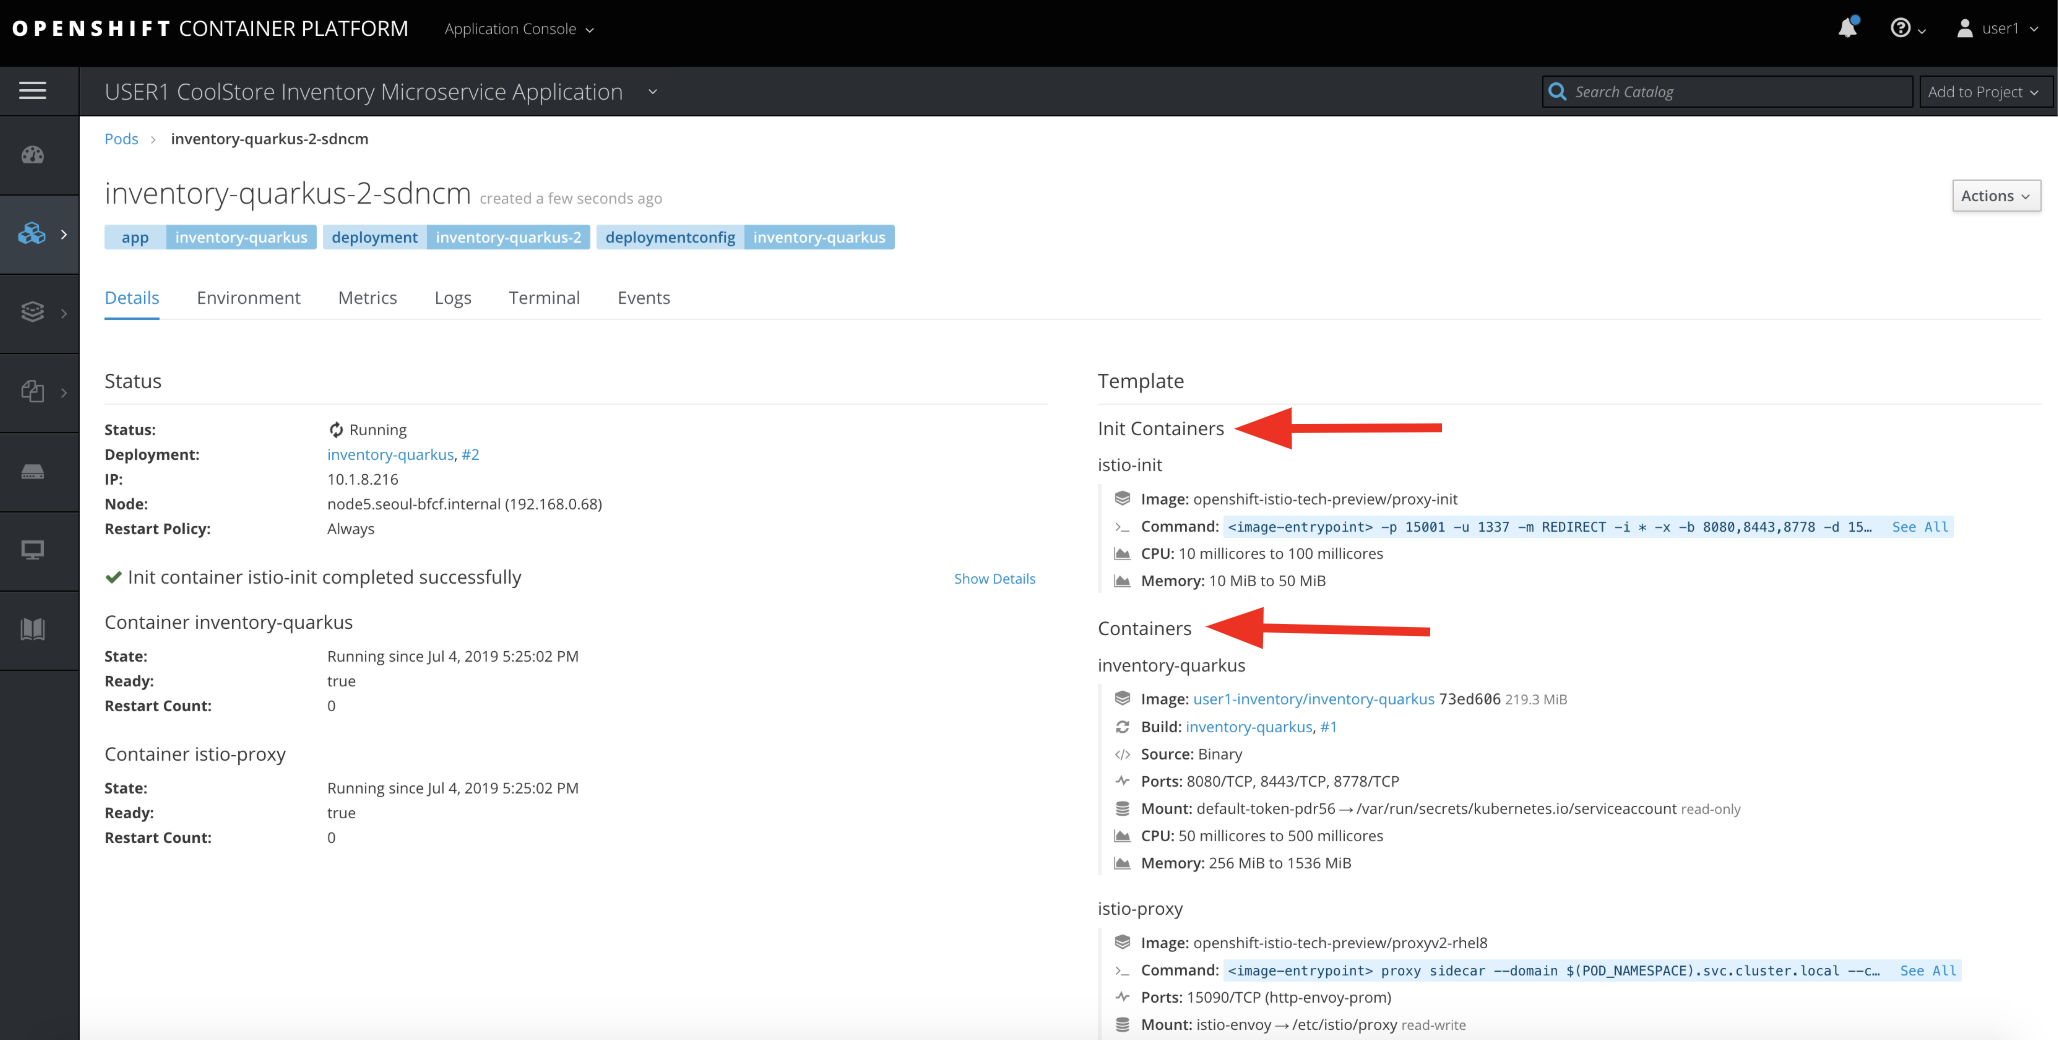 OPENSHIFT CONTAINER PLATFORM Application Console user1
USER1 CoolStore Inventory Microservice Application Search Catalog Add to Project
Pods > inventory-quarkus-2-sdncm
inventory-quarkus-2-sdncm created a few seconds ago Actions
app inventory-quarkus deployment inventory-quarkus-2 deploymentconfig inventory-quarkus
Details Environment Metrics Logs Terminal Events
Status
Status: Running
Deployment: inventory-quarkus, #2
IP: 10.1.8.216
Node: node5.seoul-bfcf.internal (192.168.0.68)
Restart Policy: Always
Init container istio-init completed successfully Show Details
Container inventory-quarkus
State: Running since Jul 4, 2019 5:25:02 PM
Ready: true
Restart Count: 0
Container istio-proxy
State: Running since Jul 4, 2019 5:25:02 PM
Ready: true
Restart Count: 0
Template
Init Containers
istio-init
Image: openshift-istio-tech-preview/proxy-init
Command: <image-entrypoint> -p 15001 -u 1337 -m REDIRECT -i * -x -b 8080,8443,8778 -d 15… See All
CPU: 10 millicores to 100 millicores
Memory: 10 MiB to 50 MiB
Containers
inventory-quarkus
Image: user1-inventory/inventory-quarkus 73ed606 219.3 MiB
Build: inventory-quarkus, #1
Source: Binary
Ports: 8080/TCP, 8443/TCP, 8778/TCP
Mount: default-token-pdr56 → /var/run/secrets/kubernetes.io/serviceaccount read-only
CPU: 50 millicores to 500 millicores
Memory: 256 MiB to 1536 MiB
istio-proxy
Image: openshift-istio-tech-preview/proxyv2-rhel8
Command: <image-entrypoint> proxy sidecar --domain $(POD_NAMESPACE).svc.cluster.local --c… See All
Ports: 15090/TCP (http-envoy-prom)
Mount: istio-envoy → /etc/istio/proxy read-write